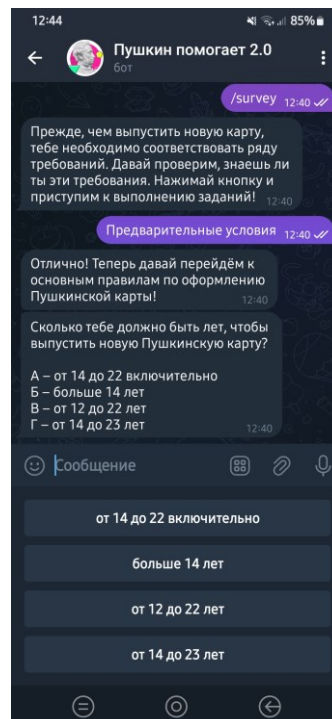 12:44
85%
Пушкин помогает 2.0
бот
/survey 12:40
Прежде, чем выпустить новую карту,
тебе необходимо соответствовать ряду
требований. Давай проверим, знаешь ли
ты эти требования. Нажимай кнопку и
приступим к выполнению заданий! 12:40
Предварительные условия 12:40
Отлично! Теперь давай перейдём к
основным правилам по оформлению
Пушкинской карты! 12:40
Сколько тебе должно быть лет, чтобы
выпустить новую Пушкинскую карту?
А – от 14 до 22 включительно
Б – больше 14 лет
В – от 12 до 22 лет
Г – от 14 до 23 лет 12:40
Сообщение
от 14 до 22 включительно
больше 14 лет
от 12 до 22 лет
от 14 до 23 лет